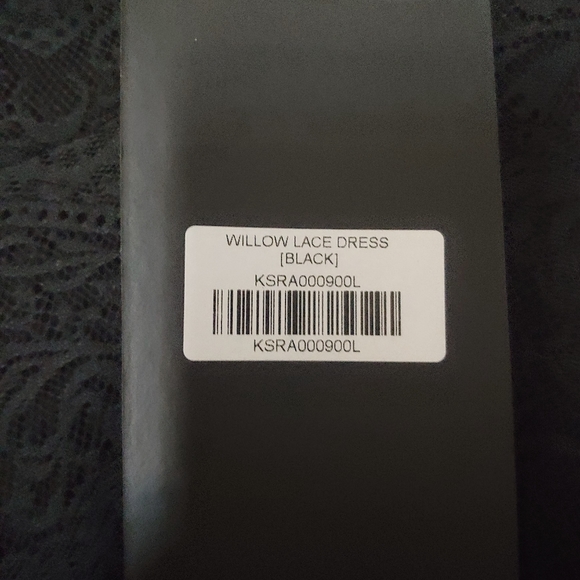 WILLOW LACE DRESS
[BLACK]
KSRA000900L
KSRA000900L